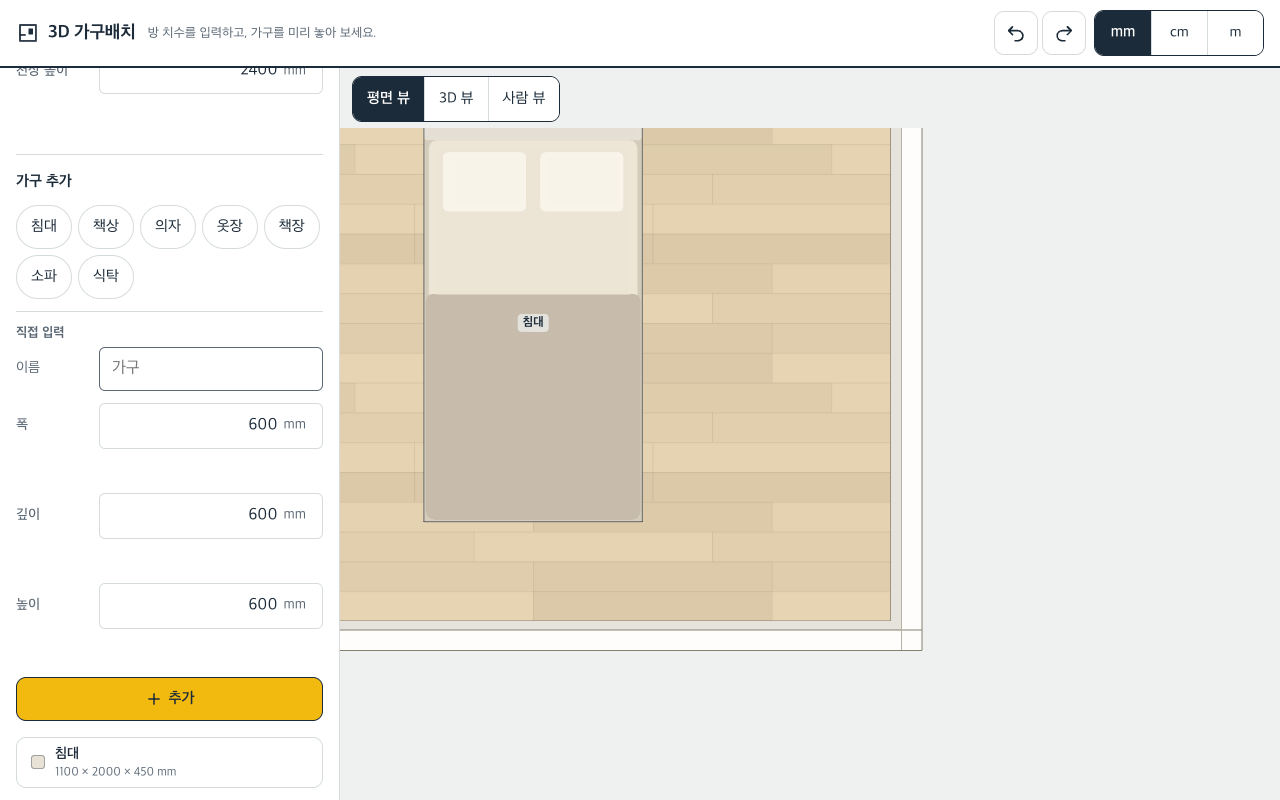 3D 가구배치 방 치수를 입력하고, 가구를 미리 놓아 보세요.
mm cm m
천장 높이 2400 mm
평면 뷰 3D 뷰 사람 뷰
가구 추가
침대 책상 의자 옷장 책장
소파 식탁
직접 입력
이름 가구
폭 600 mm
깊이 600 mm
높이 600 mm
추가
침대
1100 × 2000 × 450 mm
침대